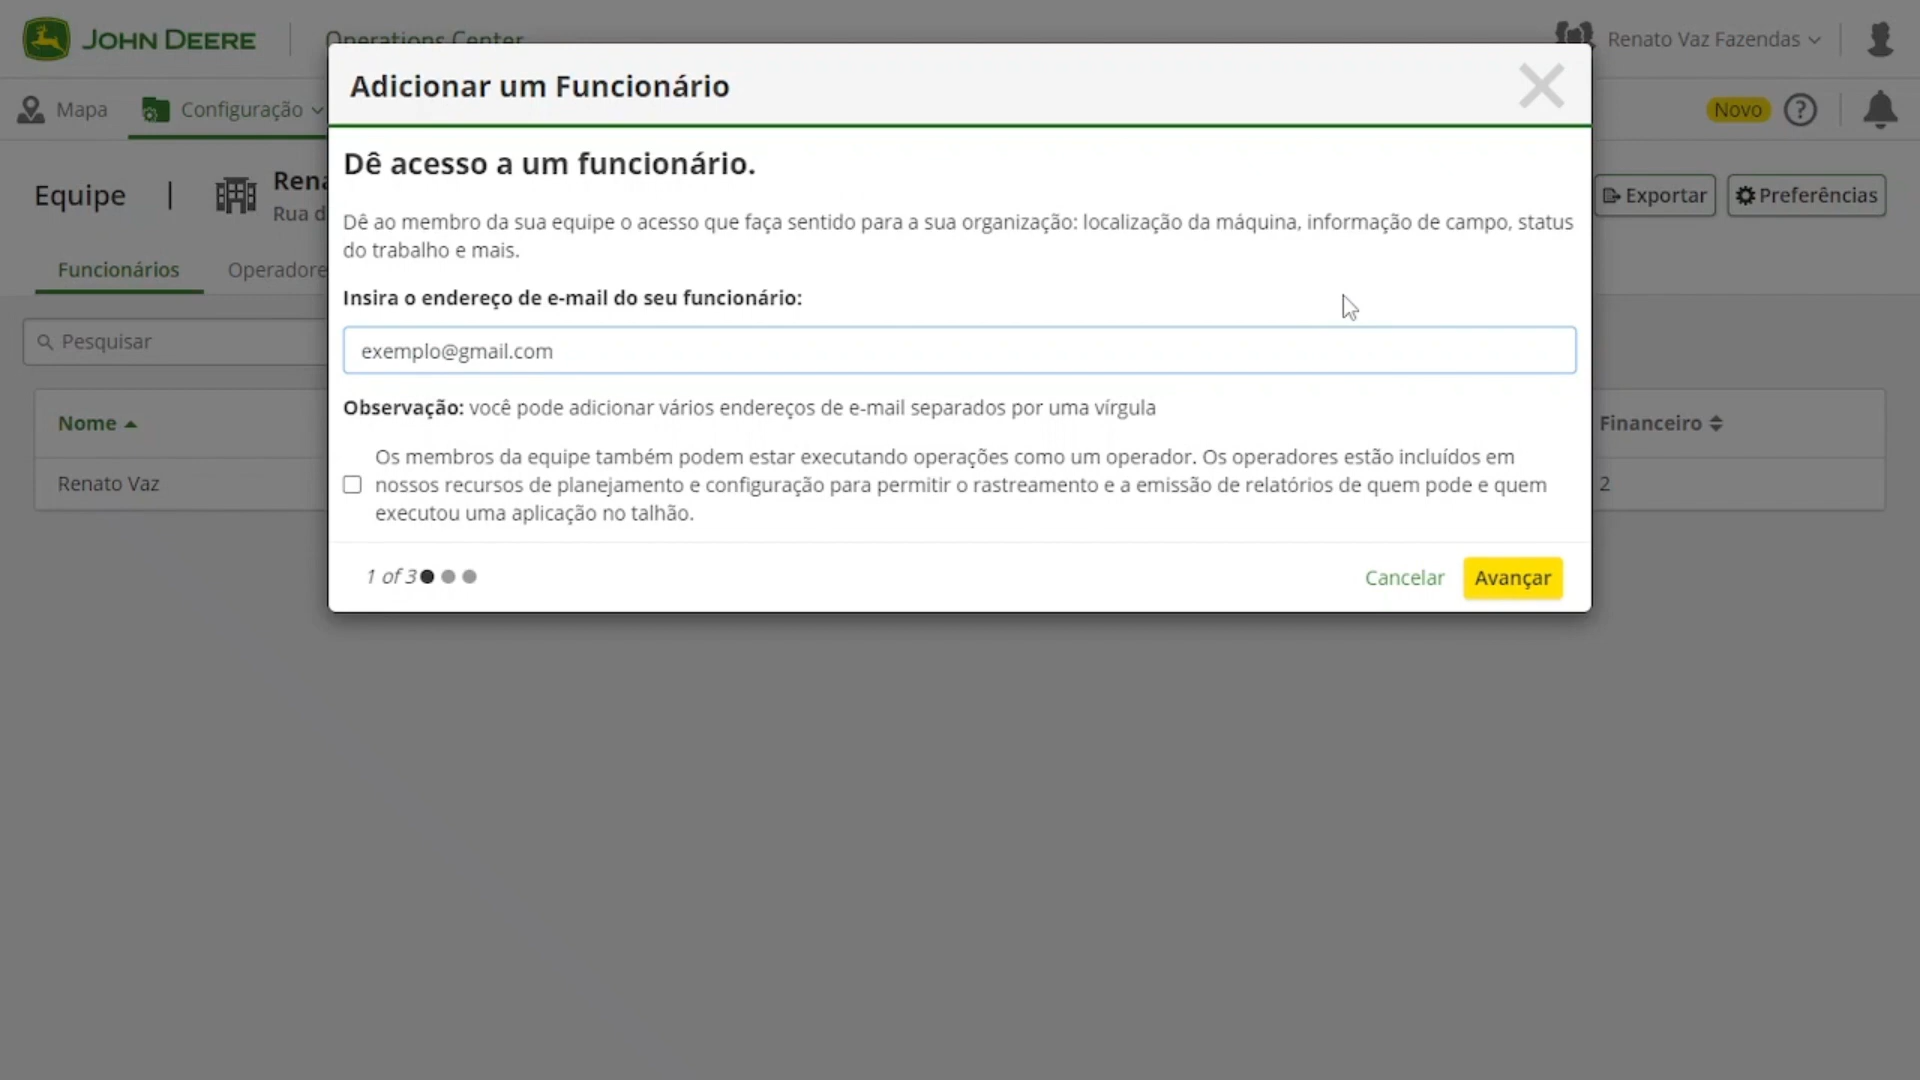 JOHN DEERE
Operations Center
Renato Vaz Fazendas
Mapa
Configuração
Novo
Equipe
Rena
Rua d
Exportar
Preferências
Funcionários
Operadore
Pesquisar
Nome
Financeiro
Renato Vaz
2
Adicionar um Funcionário
Dê acesso a um funcionário.
Dê ao membro da sua equipe o acesso que faça sentido para a sua organização: localização da máquina, informação de campo, status
do trabalho e mais.
Insira o endereço de e-mail do seu funcionário:
exemplo@gmail.com
Observação: você pode adicionar vários endereços de e-mail separados por uma vírgula
Os membros da equipe também podem estar executando operações como um operador. Os operadores estão incluídos em
nossos recursos de planejamento e configuração para permitir o rastreamento e a emissão de relatórios de quem pode e quem
executou uma aplicação no talhão.
1 of 3
Cancelar
Avançar